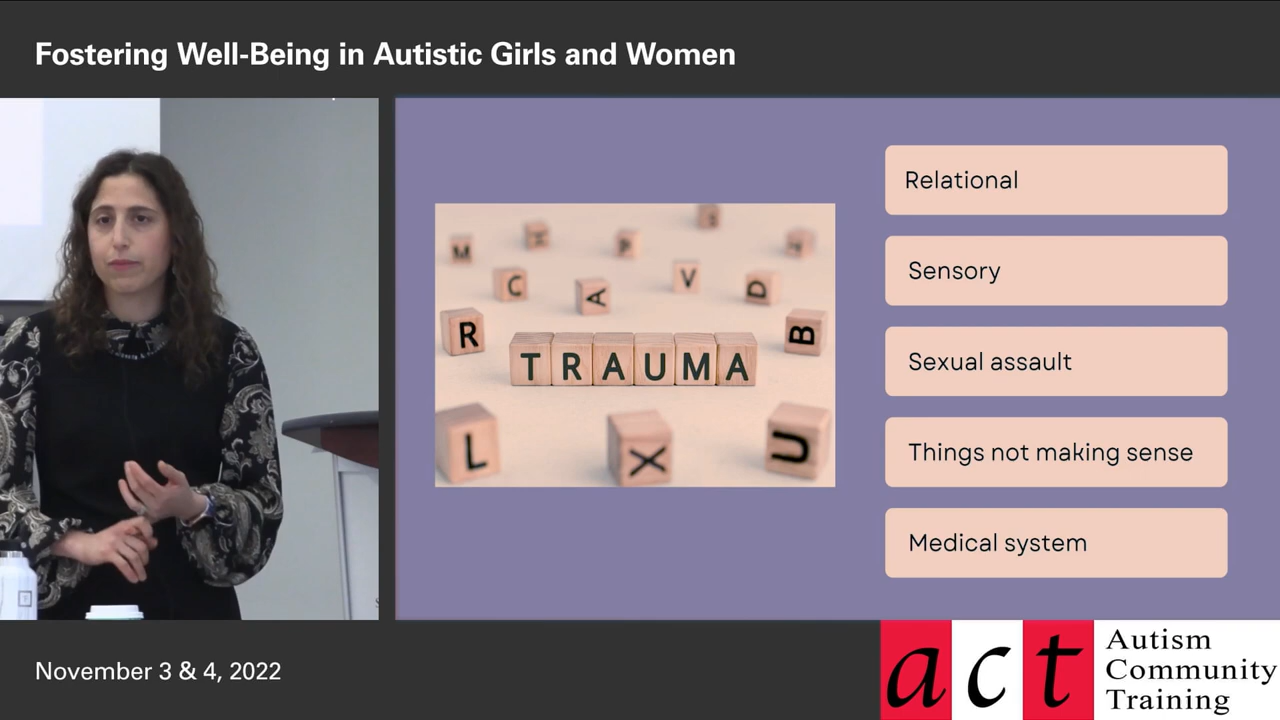 Fostering Well-Being in Autistic Girls and Women
M
C
A
V
D
R
TRAUMA
B
L
X
U
Relational
Sensory
Sexual assault
Things not making sense
Medical system
November 3 & 4, 2022
act
Autism
Community
Training